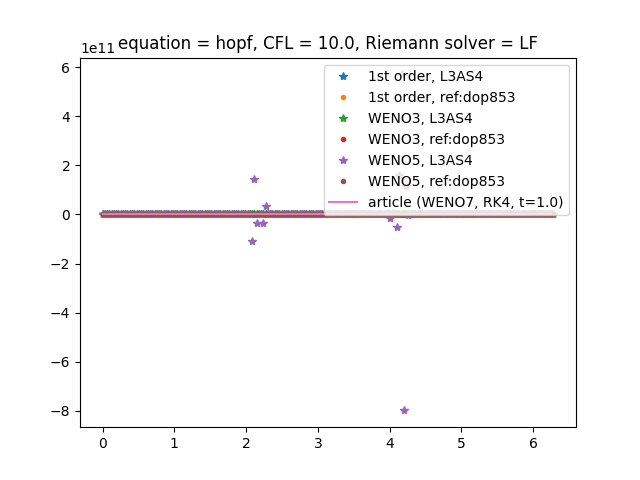 equation = hopf, CFL = 10.0, Riemann solver = LF
1e11
6
4
2
0
−2
−4
−6
−8
0
1
2
3
4
5
6
1st order, L3AS4
1st order, ref:dop853
WENO3, L3AS4
WENO3, ref:dop853
WENO5, L3AS4
WENO5, ref:dop853
article (WENO7, RK4, t=1.0)